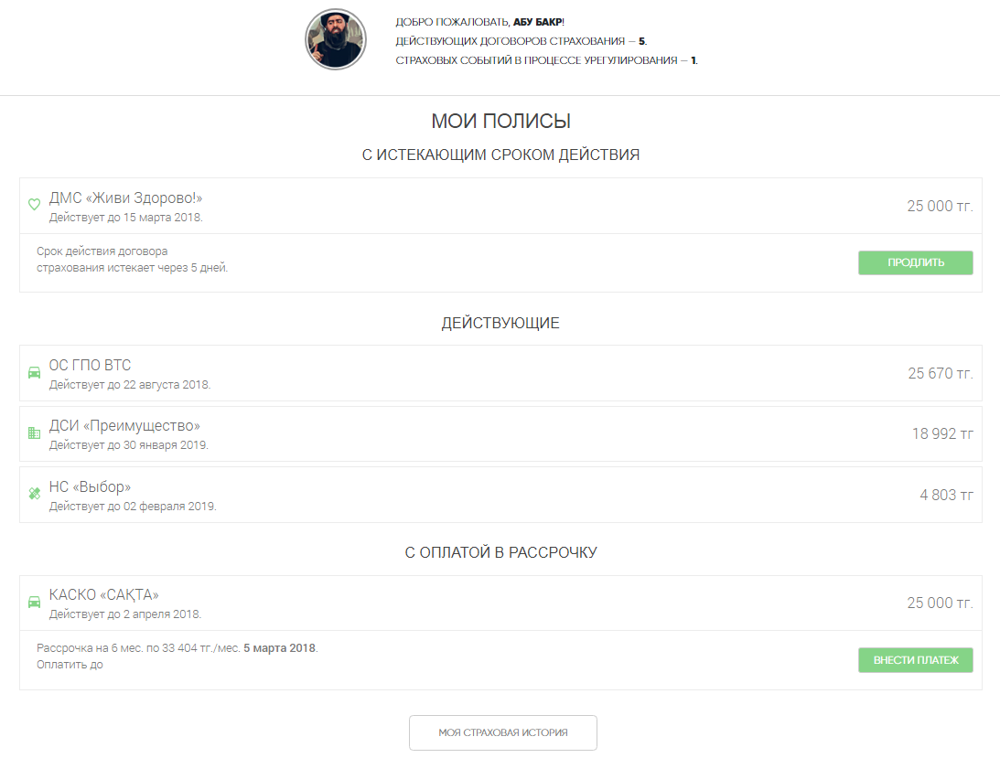 ДОБРО ПОЖАЛОВАТЬ, АБУ БАКР!
ДЕЙСТВУЮЩИХ ДОГОВОРОВ СТРАХОВАНИЯ – 5.
СТРАХОВЫХ СОБЫТИЙ В ПРОЦЕССЕ УРЕГУЛИРОВАНИЯ – 1.
МОИ ПОЛИСЫ
С ИСТЕКАЮЩИМ СРОКОМ ДЕЙСТВИЯ
ДМС «Живи Здорово!»
Действует до 15 марта 2018.
25 000 тг.
Срок действия договора
страхования истекает через 5 дней.
ПРОДЛИТЬ
ДЕЙСТВУЮЩИЕ
ОС ГПО ВТС
Действует до 22 августа 2018.
25 670 тг.
ДСИ «Преимущество»
Действует до 30 января 2019.
18 992 тг
НС «Выбор»
Действует до 02 февраля 2019.
4 803 тг
С ОПЛАТОЙ В РАССРОЧКУ
КАСКО «САҚТА»
Действует до 2 апреля 2018.
25 000 тг.
Рассрочка на 6 мес. по 33 404 тг./мес. 5 марта 2018.
Оплатить до
ВНЕСТИ ПЛАТЕЖ
МОЯ СТРАХОВАЯ ИСТОРИЯ